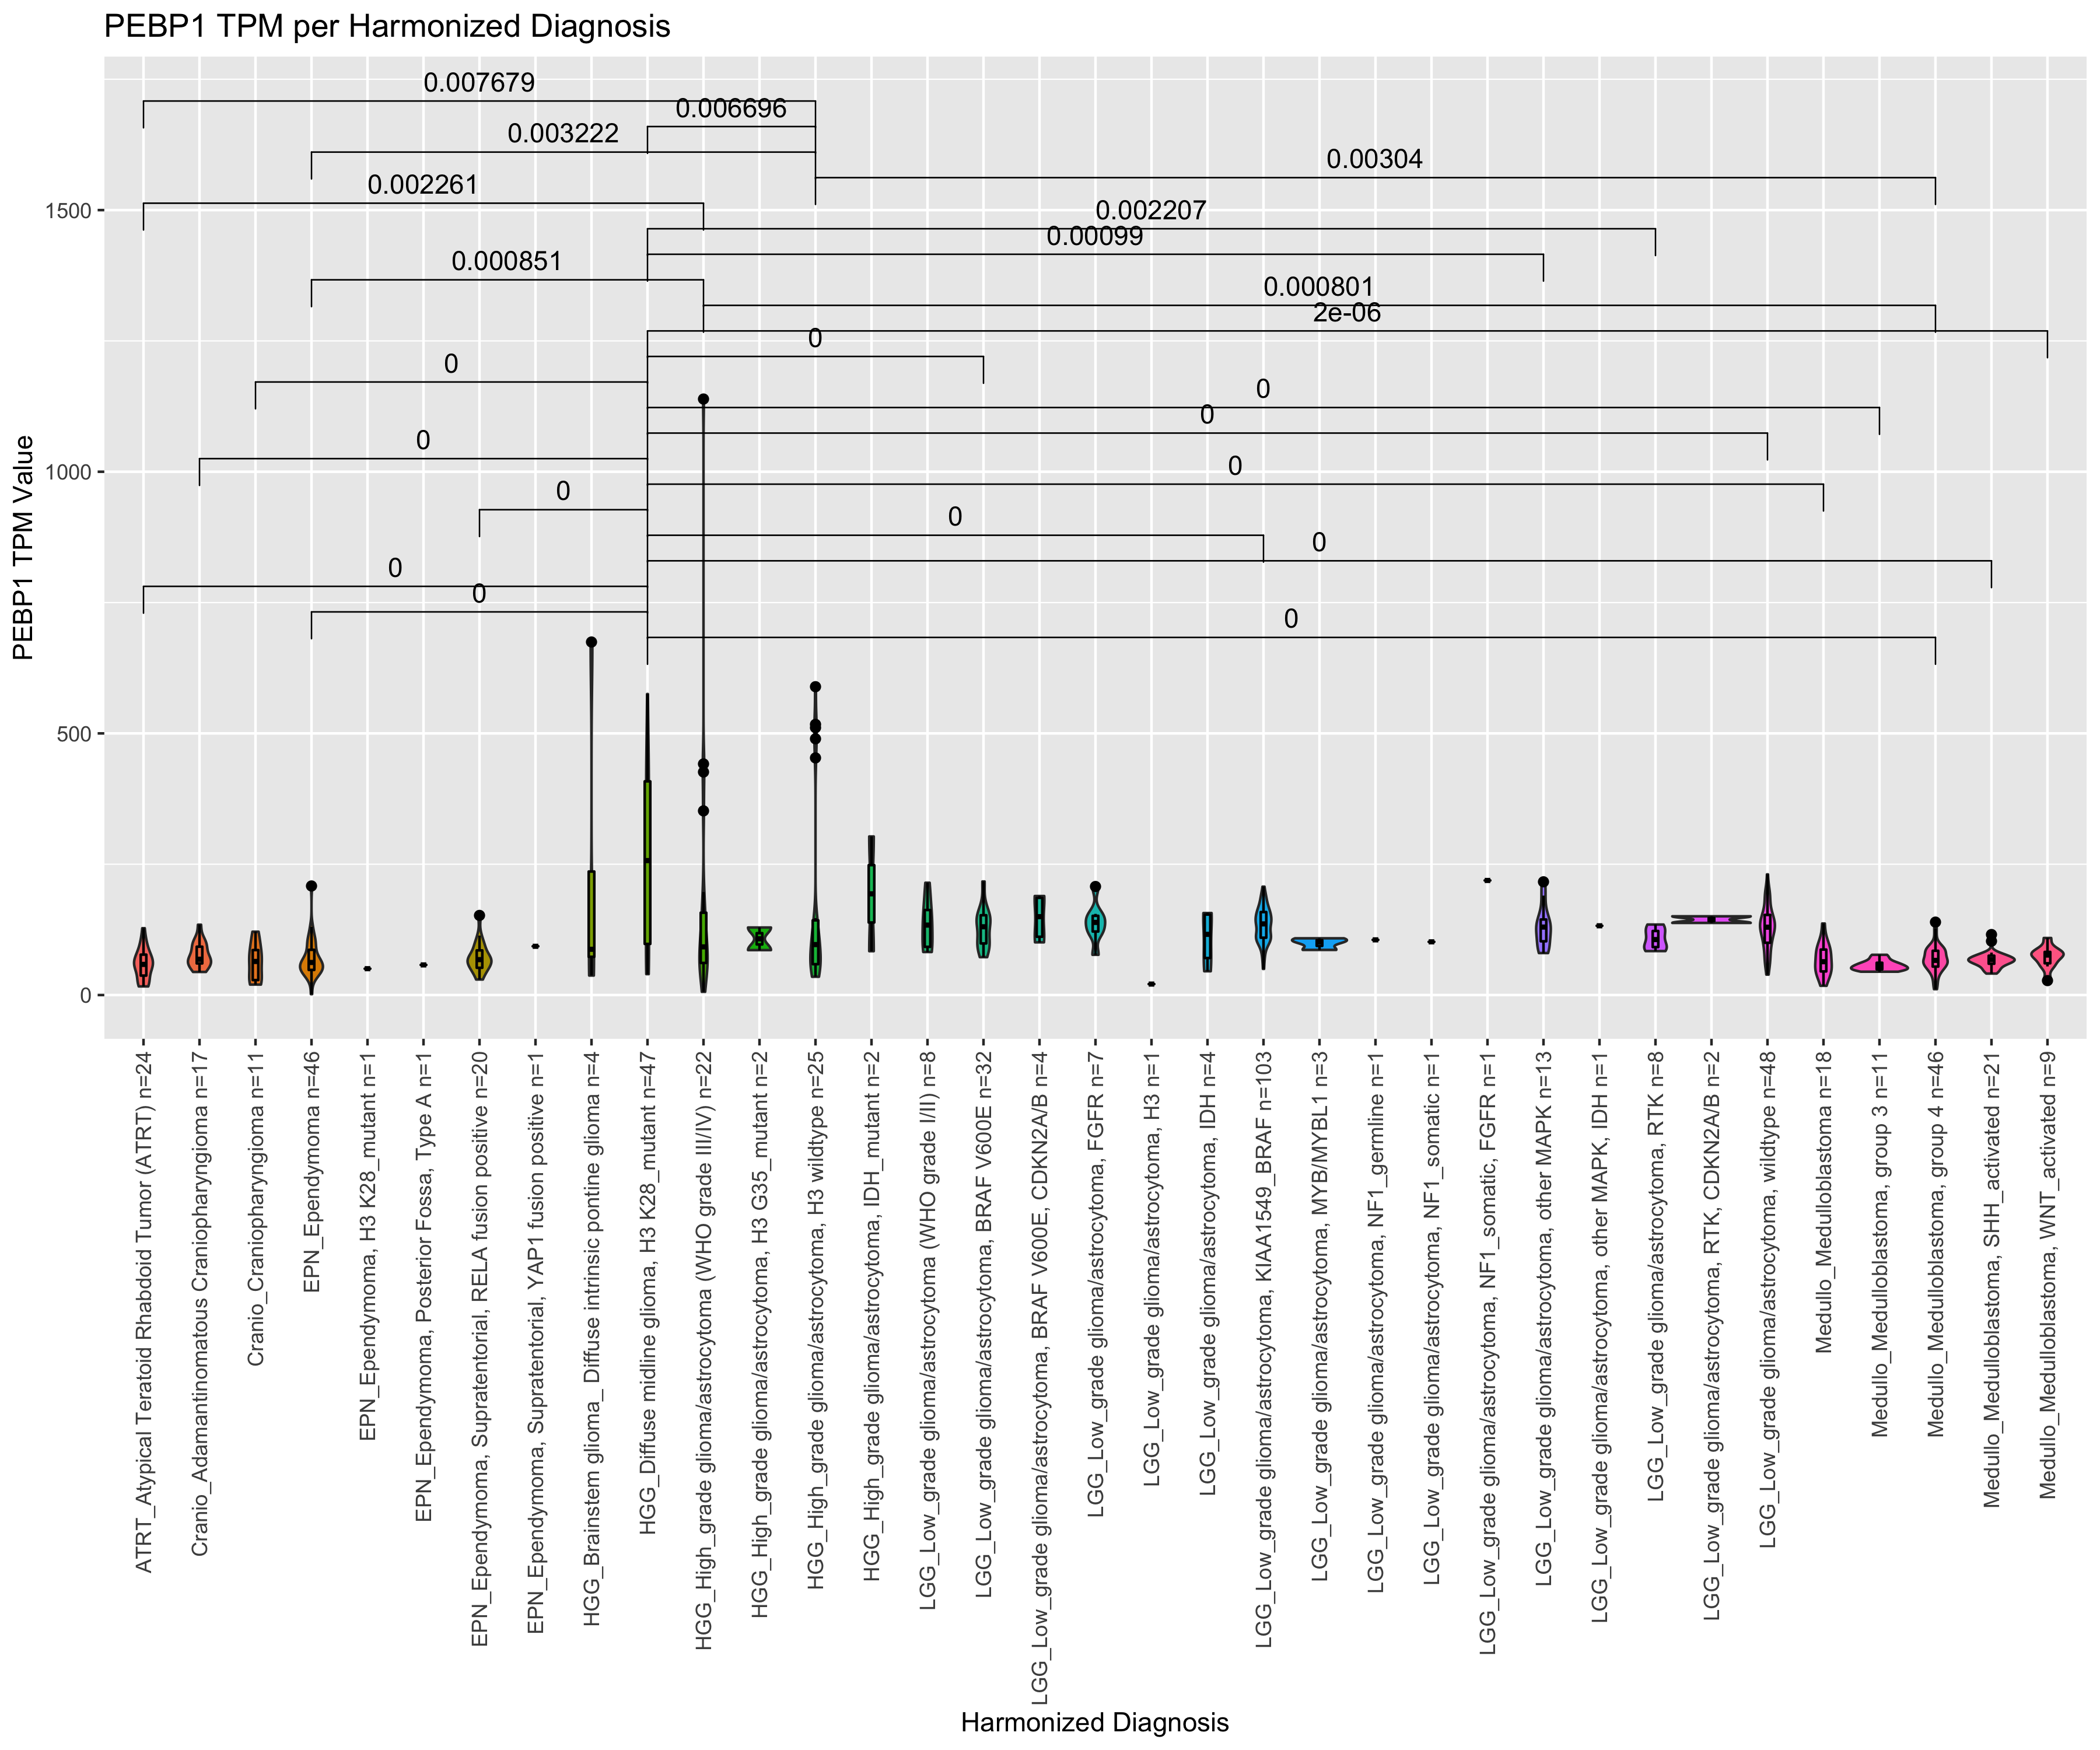 PEBP1 TPM per Harmonized Diagnosis
0.007679
0.006696
0.003222
0.00304
0.002261
0.002207
0.00099
0.000851
0.000801
2e-06
0
0
0
0
0
0
0
0
0
0
0
0
PEBP1 TPM Value
1500
1000
500
0
ATRT_Atypical Teratoid Rhabdoid Tumor (ATRT) n=24
Cranio_Adamantinomatous Craniopharyngioma n=17
Cranio_Craniopharyngioma n=11
EPN_Ependymoma n=46
EPN_Ependymoma, H3 K28_mutant n=1
EPN_Ependymoma, Posterior Fossa, Type A n=1
EPN_Ependymoma, Supratentorial, RELA fusion positive n=20
EPN_Ependymoma, Supratentorial, YAP1 fusion positive n=1
HGG_Brainstem glioma_ Diffuse intrinsic pontine glioma n=4
HGG_Diffuse midline glioma, H3 K28_mutant n=47
HGG_High_grade glioma/astrocytoma (WHO grade III/IV) n=22
HGG_High_grade glioma/astrocytoma, H3 G35_mutant n=2
HGG_High_grade glioma/astrocytoma, H3 wildtype n=25
HGG_High_grade glioma/astrocytoma, IDH_mutant n=2
LGG_Low_grade glioma/astrocytoma (WHO grade I/II) n=8
LGG_Low_grade glioma/astrocytoma, BRAF V600E n=32
LGG_Low_grade glioma/astrocytoma, BRAF V600E, CDKN2A/B n=4
LGG_Low_grade glioma/astrocytoma, FGFR n=7
LGG_Low_grade glioma/astrocytoma, H3 n=1
LGG_Low_grade glioma/astrocytoma, IDH n=4
LGG_Low_grade glioma/astrocytoma, KIAA1549_BRAF n=103
LGG_Low_grade glioma/astrocytoma, MYB/MYBL1 n=3
LGG_Low_grade glioma/astrocytoma, NF1_germline n=1
LGG_Low_grade glioma/astrocytoma, NF1_somatic n=1
LGG_Low_grade glioma/astrocytoma, NF1_somatic, FGFR n=1
LGG_Low_grade glioma/astrocytoma, other MAPK n=13
LGG_Low_grade glioma/astrocytoma, other MAPK, IDH n=1
LGG_Low_grade glioma/astrocytoma, RTK n=8
LGG_Low_grade glioma/astrocytoma, RTK, CDKN2A/B n=2
LGG_Low_grade glioma/astrocytoma, wildtype n=48
Medullo_Medulloblastoma n=18
Medullo_Medulloblastoma, group 3 n=11
Medullo_Medulloblastoma, group 4 n=46
Medullo_Medulloblastoma, SHH_activated n=21
Medullo_Medulloblastoma, WNT_activated n=9
Harmonized Diagnosis